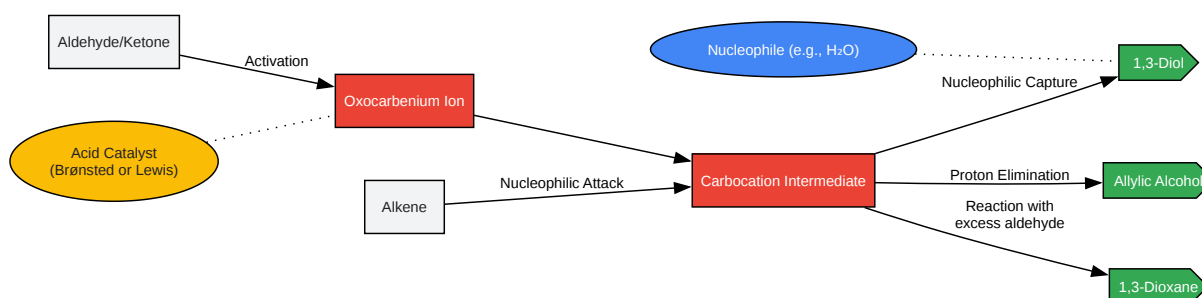 Aldehyde/Ketone
Activation
Oxocarbenium Ion
Acid Catalyst
(Brønsted or Lewis)
Alkene
Nucleophilic Attack
Nucleophile (e.g., H₂O)
Carbocation Intermediate
Nucleophilic Capture
1,3-Diol
Proton Elimination
Allylic Alcohol
Reaction with
excess aldehyde
1,3-Dioxane